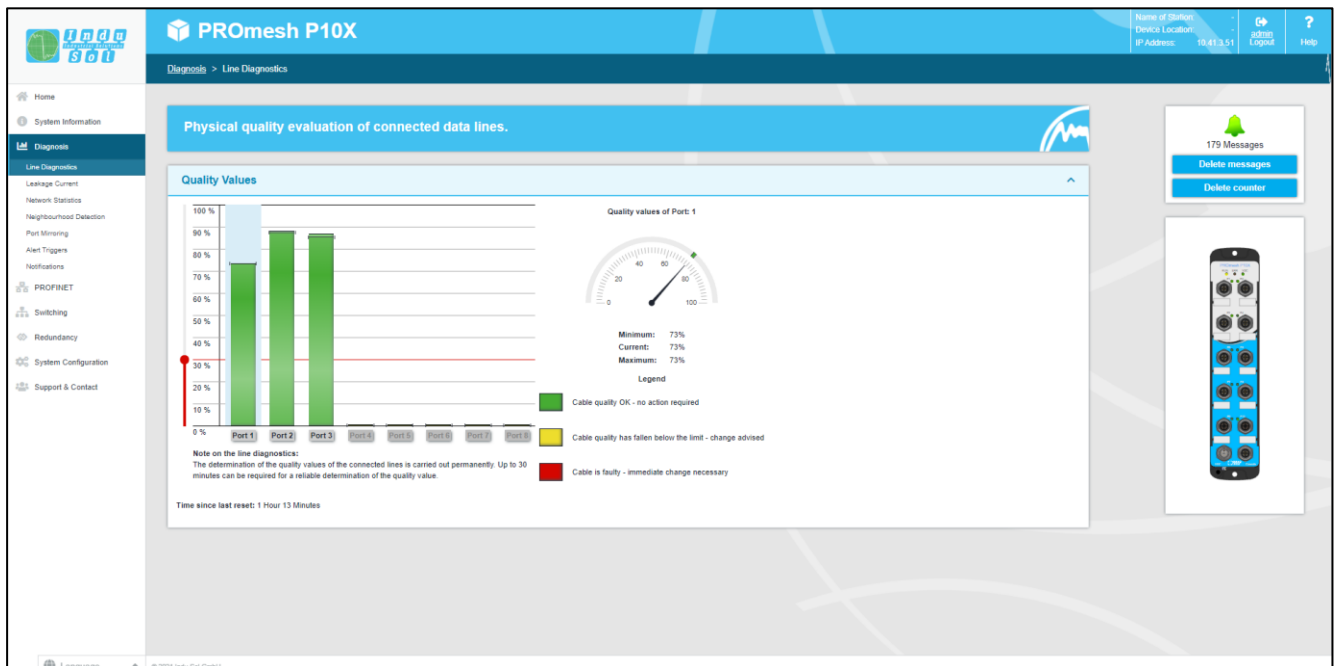 Indu
industrial solutions
Sol
PROmesh P10X
Name of Station: -
Device Location: -
IP Address: 10.41.3.51
admin
Logout
?
Help
Diagnosis > Line Diagnostics
Home
System Information
Diagnosis
Line Diagnostics
Leakage Current
Network Statistics
Neighbourhood Detection
Port Mirroring
Alert Triggers
Notifications
PROFINET
Switching
Redundancy
System Configuration
Support & Contact
Physical quality evaluation of connected data lines.
Quality Values
100 %
90 %
80 %
70 %
60 %
50 %
40 %
30 %
20 %
10 %
0 %
Port 1 Port 2 Port 3 Port 4 Port 5 Port 6 Port 7 Port 8
Note on the line diagnostics:
The determination of the quality values of the connected lines is carried out permanently. Up to 30
minutes can be required for a reliable determination of the quality value.
Time since last reset: 1 Hour 13 Minutes
Quality values of Port: 1
0 20 40 60 80 100
Minimum: 73%
Current: 73%
Maximum: 73%
Legend
Cable quality OK - no action required
Cable quality has fallen below the limit - change advised
Cable is faulty - immediate change necessary
179 Messages
Delete messages
Delete counter
Language